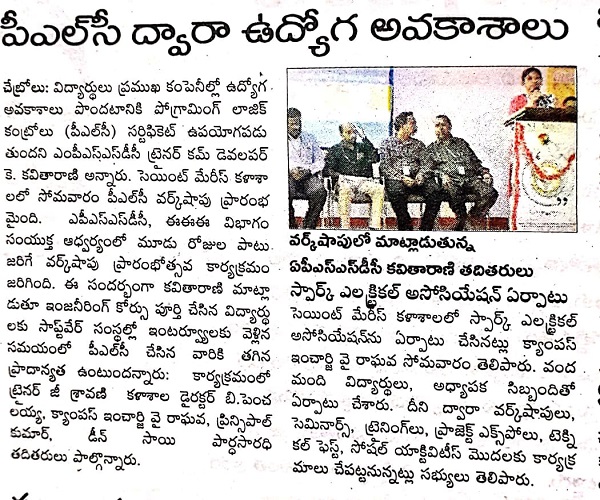 పీఎల్‌సీ ద్వారా ఉద్యోగ అవకాశాలు
చేబ్రోలు: విద్యార్థులు ప్రముఖ కంపెనీల్లో ఉద్యోగ
అవకాశాలు పొందటానికి పోగ్రామింగ్ లాజిక్
కంట్రోలు (పీఎల్‌సీ) సర్టిఫికెట్ ఉపయోగపడు
తుందని ఎంపీఎస్ఎస్‌డీసీ ట్రైనర్ కమ్ డెవలపర్
కె. కవితారాణి అన్నారు. సెయింట్ మేరీస్ కళాశా
లలో సోమవారం పీఎల్‌సీ వర్క్‌షాపు ప్రారంభ
మైంది. ఎపీఎస్ఎస్‌డీసీ, ఈఈఈ విభాగం
సంయుక్త ఆధ్వర్యంలో మూడు రోజుల పాటు
జరిగే వర్క్‌షాపు ప్రారంభోత్సవ కార్యక్రమం
జరిగింది. ఈ సందర్భంగా కవితారాణి మాట్లా
డుతూ ఇంజనీరింగ్ కోర్సు పూర్తి చేసిన విద్యార్థు
లకు సాఫ్ట్‌వేర్ సంస్థల్లో ఇంటర్వ్యూలకు వెళ్లిన
సమయంలో పీఎల్‌సీ చేసిన వారికి తగిన
ప్రాదాన్యత ఉంటుందన్నారు: కార్యక్రమంలో
ట్రైనర్ జీ శ్రావణి కళాశాల డైరక్టర్ బి.పెంచ
లయ్య, క్యాంపస్ ఇంచార్జి వై రాఘవ, ప్రిన్సిపాల్
కుమార్, డీన్ సాయి పార్థసారధి
తదితరులు పాల్గొన్నారు.
వర్క్‌షాపులో మాట్లాడుతున్న
ఏపీఎస్ఎస్‌డీసీ కవితారాణి తదితరులు
స్పార్క్ ఎలక్ట్రికల్ అసోసియేషన్ ఏర్పాటు
సెయింట్ మేరీస్ కళాశాలలో స్పార్క్ ఎలక్ట్రికల్
అసోసియేషన్‌ను ఏర్పాటు చేసినట్లు క్యాంపస్
ఇంచార్జి వై రాఘవ సోమవారం తెలిపారు. వంద
మంది విద్యార్థులు, అధ్యాపక సిబ్బందితో
ఏర్పాటు చేశారు. దీని ద్వారా వర్క్‌షాపులు,
సెమినార్స్, ట్రైనింగ్‌లు, ప్రాజెక్ట్ ఎక్స్‌పోలు, టెక్ని
కల్ ఫెస్ట్, సోషల్ యాక్టివిటీస్ మొదలకు కార్యక్ర
మాలు చేపట్టనున్నట్లు సభ్యులు తెలిపారు.